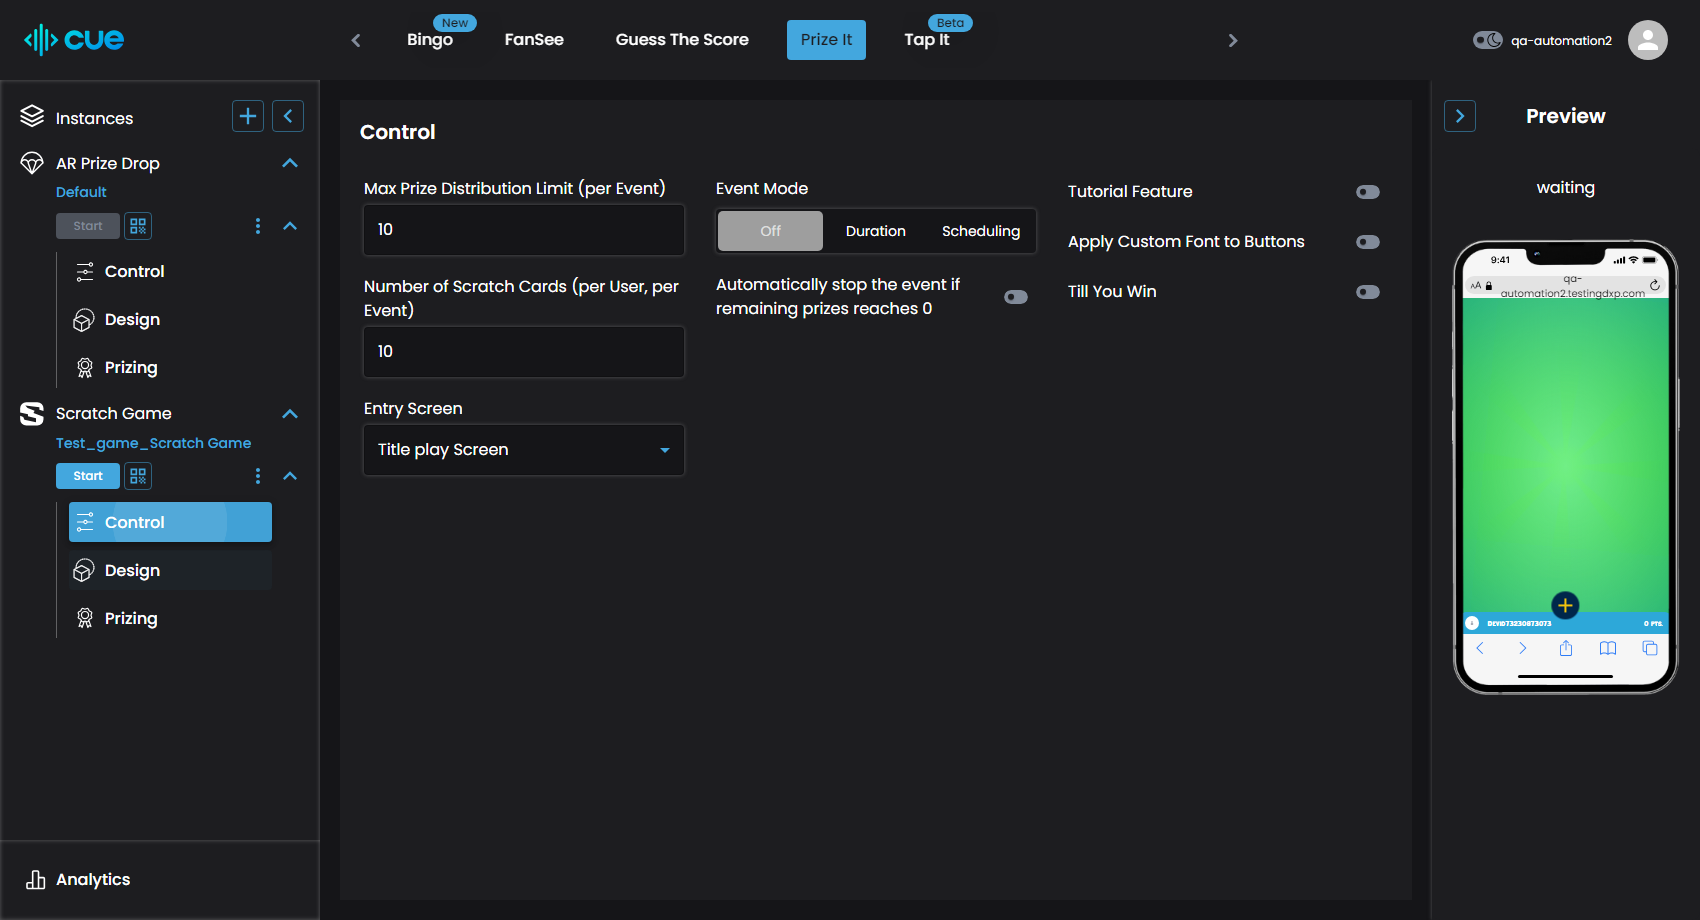 cue
New
Bingo
FanSee
Guess The Score
Prize It
Beta
Tap It
qa-automation2
Instances
AR Prize Drop
Default
Start
Control
Design
Prizing
Scratch Game
Test_game_Scratch Game
Start
Control
Design
Prizing
Analytics
Control
Max Prize Distribution Limit (per Event)
10
Number of Scratch Cards (per User, per
Event)
10
Entry Screen
Title play Screen
Event Mode
Off
Duration
Scheduling
Automatically stop the event if
remaining prizes reaches 0
Tutorial Feature
Apply Custom Font to Buttons
Till You Win
Preview
waiting
9:41
AA
qa-
automation2.testingdxp.com
DEVID73230873073
0 PTS.